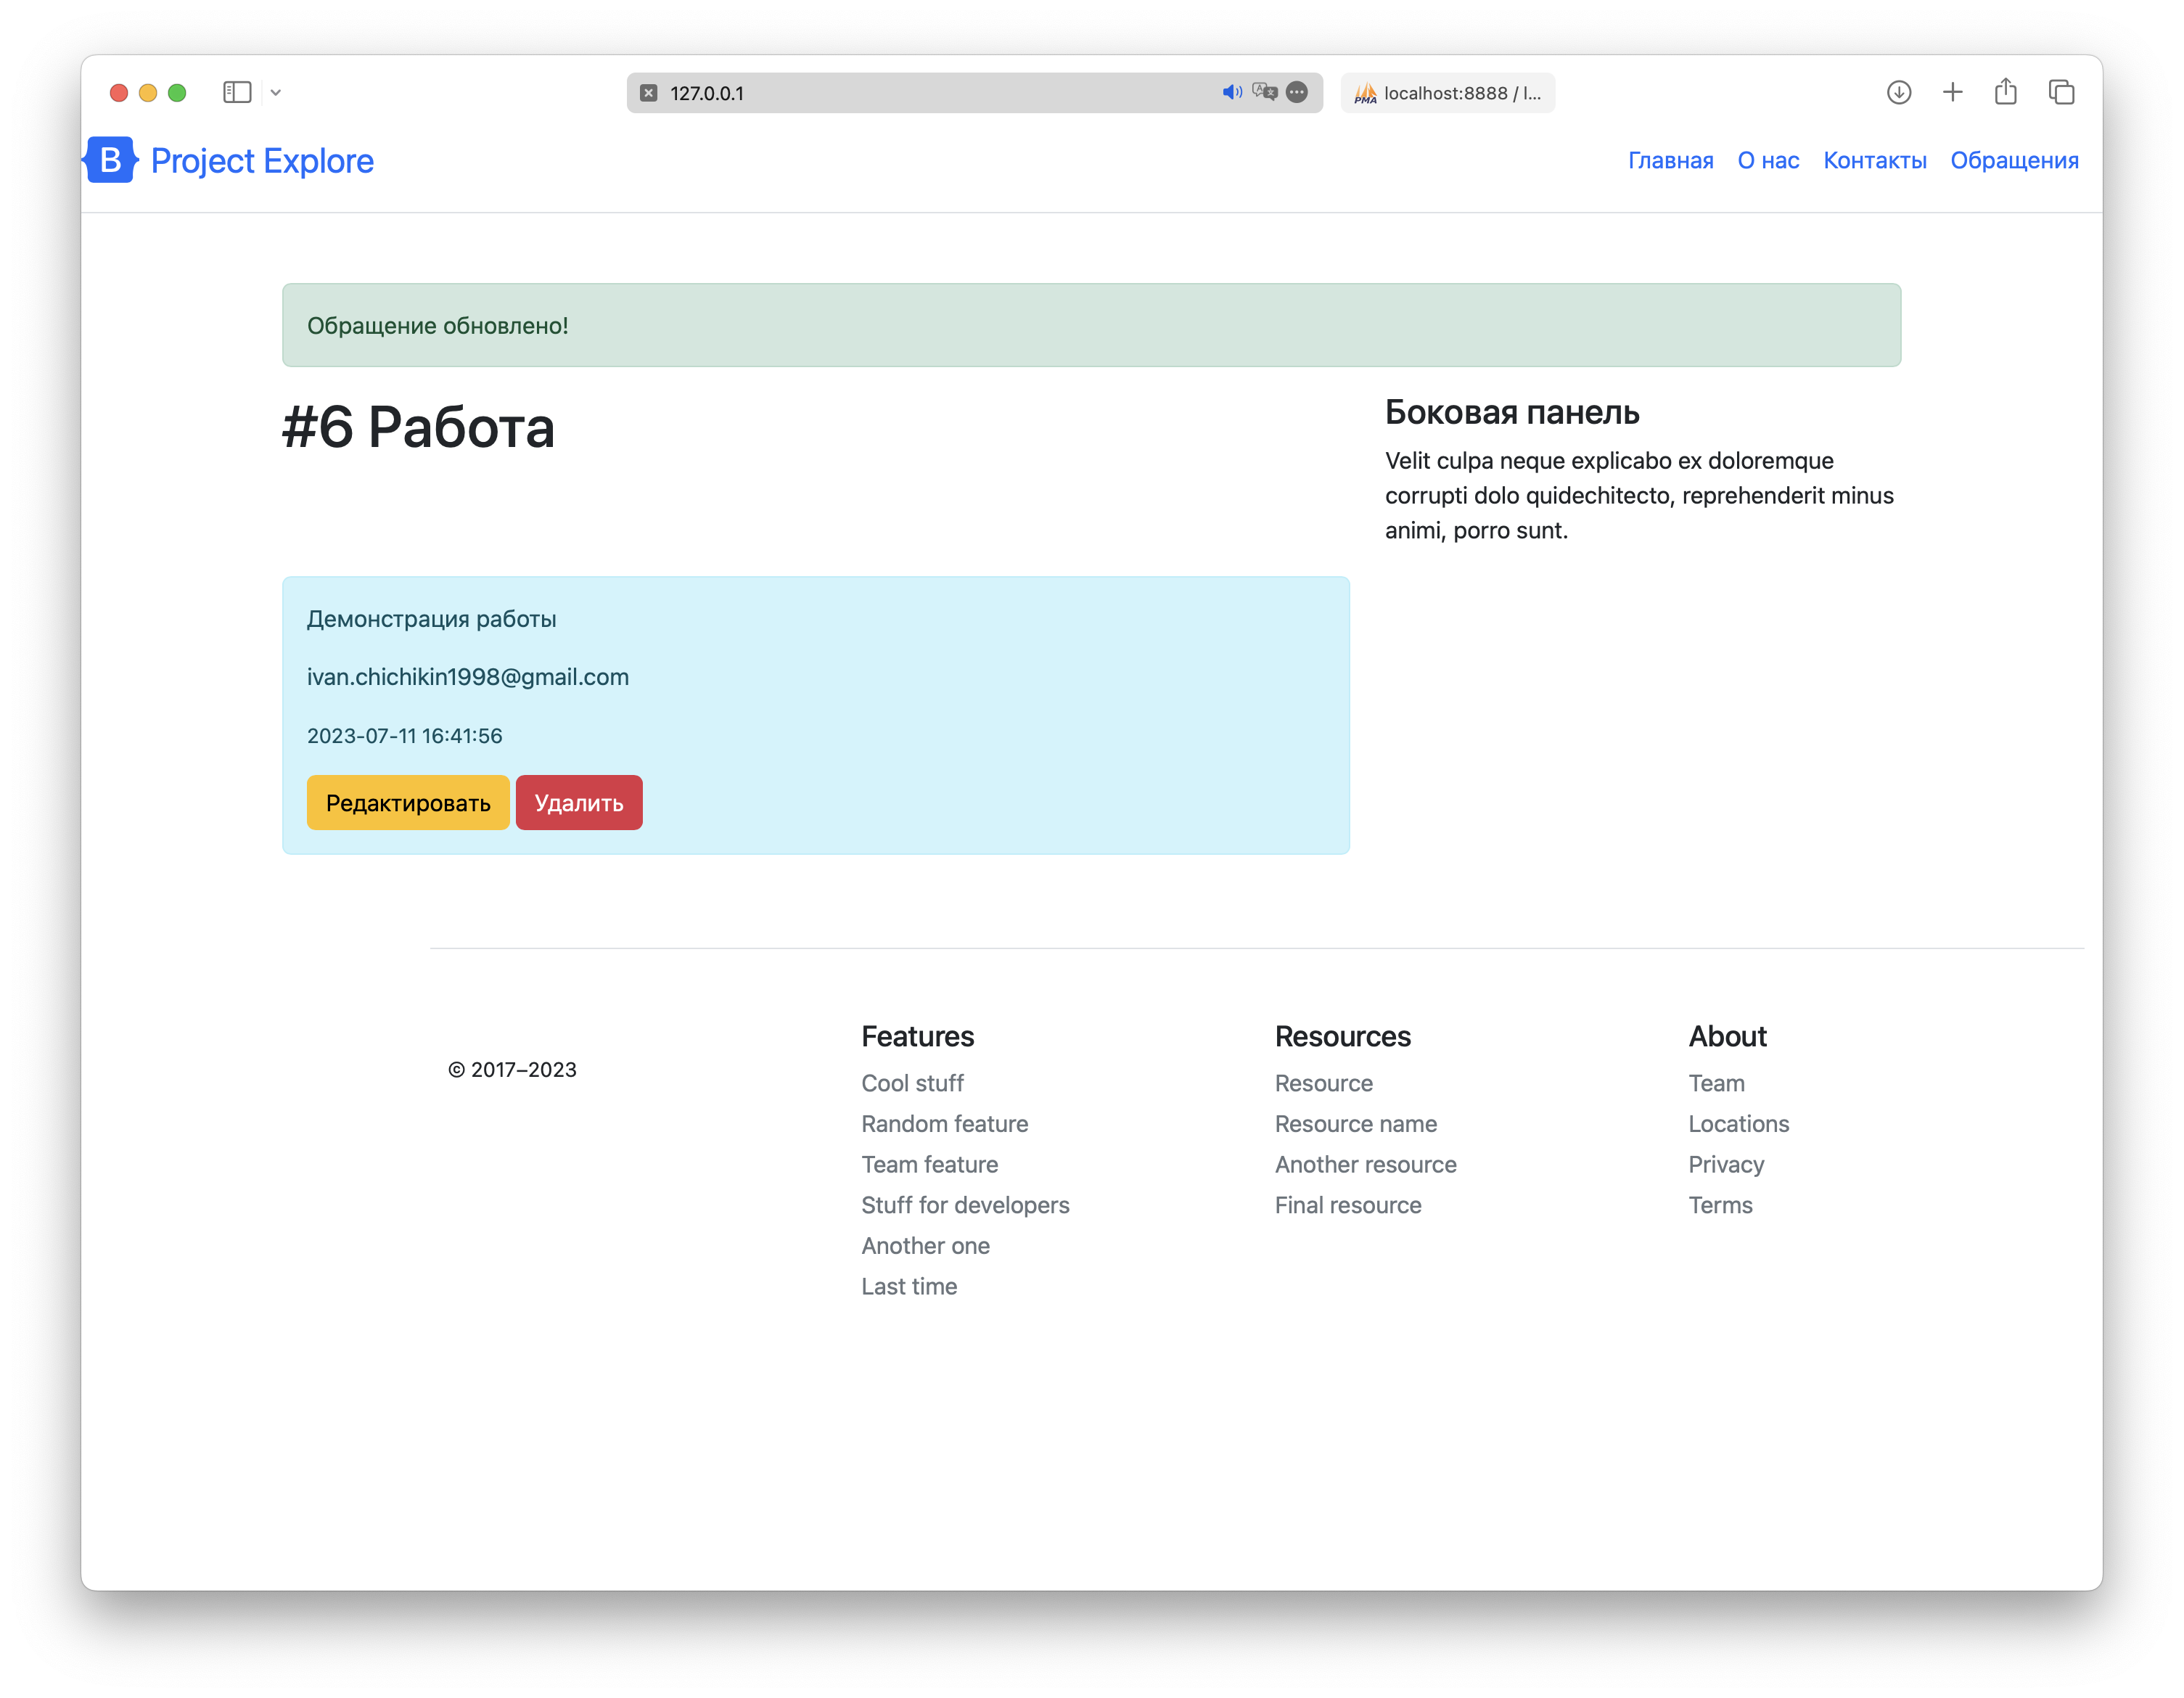 127.0.0.1
PMA localhost:8888 / l...
B Project Explore
Главная О нас Контакты Обращения
Обращение обновлено!
#6 Работа
Боковая панель
Velit culpa neque explicabo ex doloremque
corrupti dolo quidechitecto, reprehenderit minus
animi, porro sunt.
Демонстрация работы
ivan.chichikin1998@gmail.com
2023-07-11 16:41:56
Редактировать Удалить
© 2017–2023
Features
Cool stuff
Random feature
Team feature
Stuff for developers
Another one
Last time
Resources
Resource
Resource name
Another resource
Final resource
About
Team
Locations
Privacy
Terms